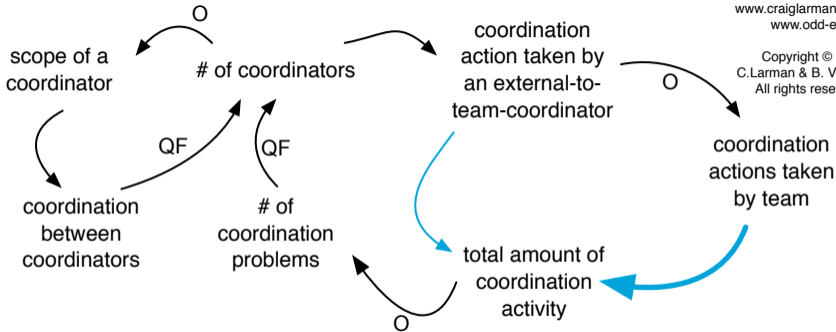 www.craiglarman
www.odd-e
Copyright ©
C.Larman & B. V
All rights rese
O
scope of a
coordinator
# of coordinators
coordination
action taken by
an external-to-
team-coordinator
O
coordination
actions taken
by team
QF
QF
coordination
between
coordinators
# of
coordination
problems
total amount of
coordination
activity
O